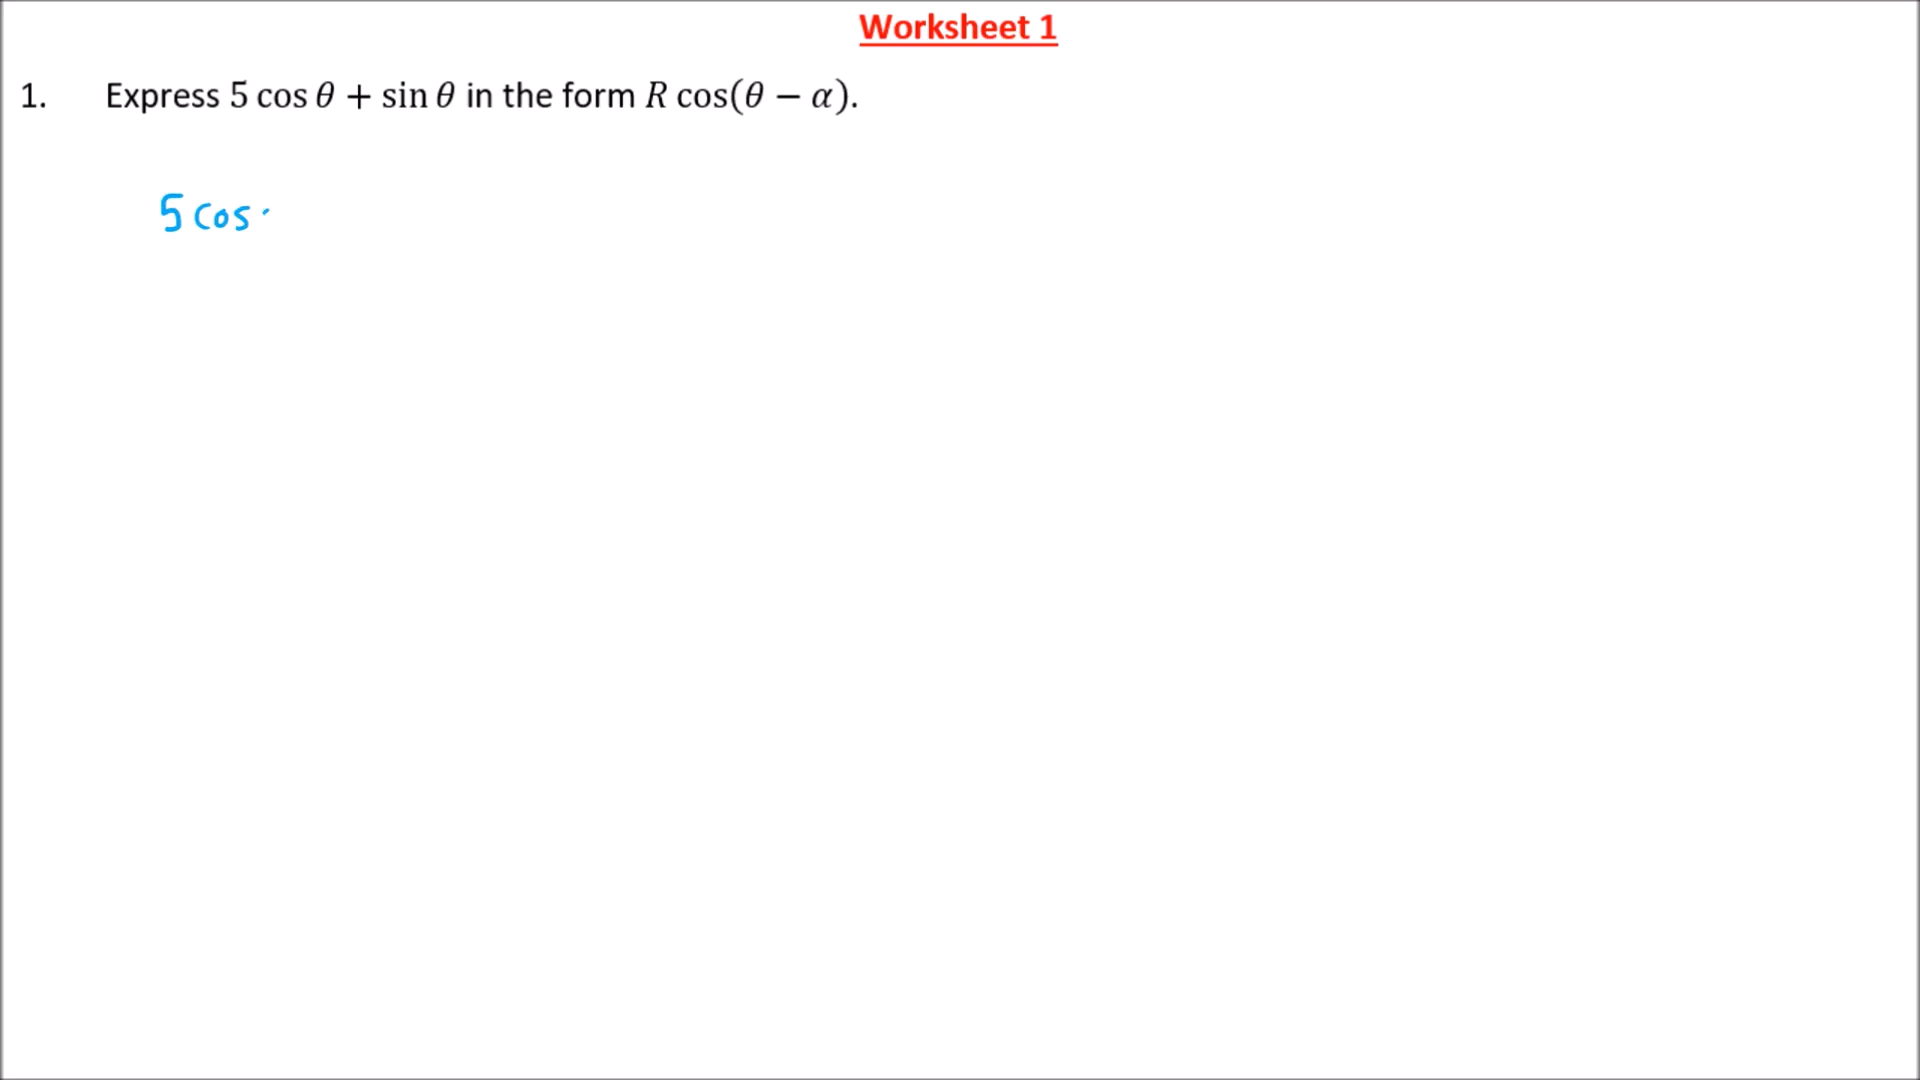 Worksheet 1
1. Express 5 cos θ + sin θ in the form R cos(θ − α).
5 cos